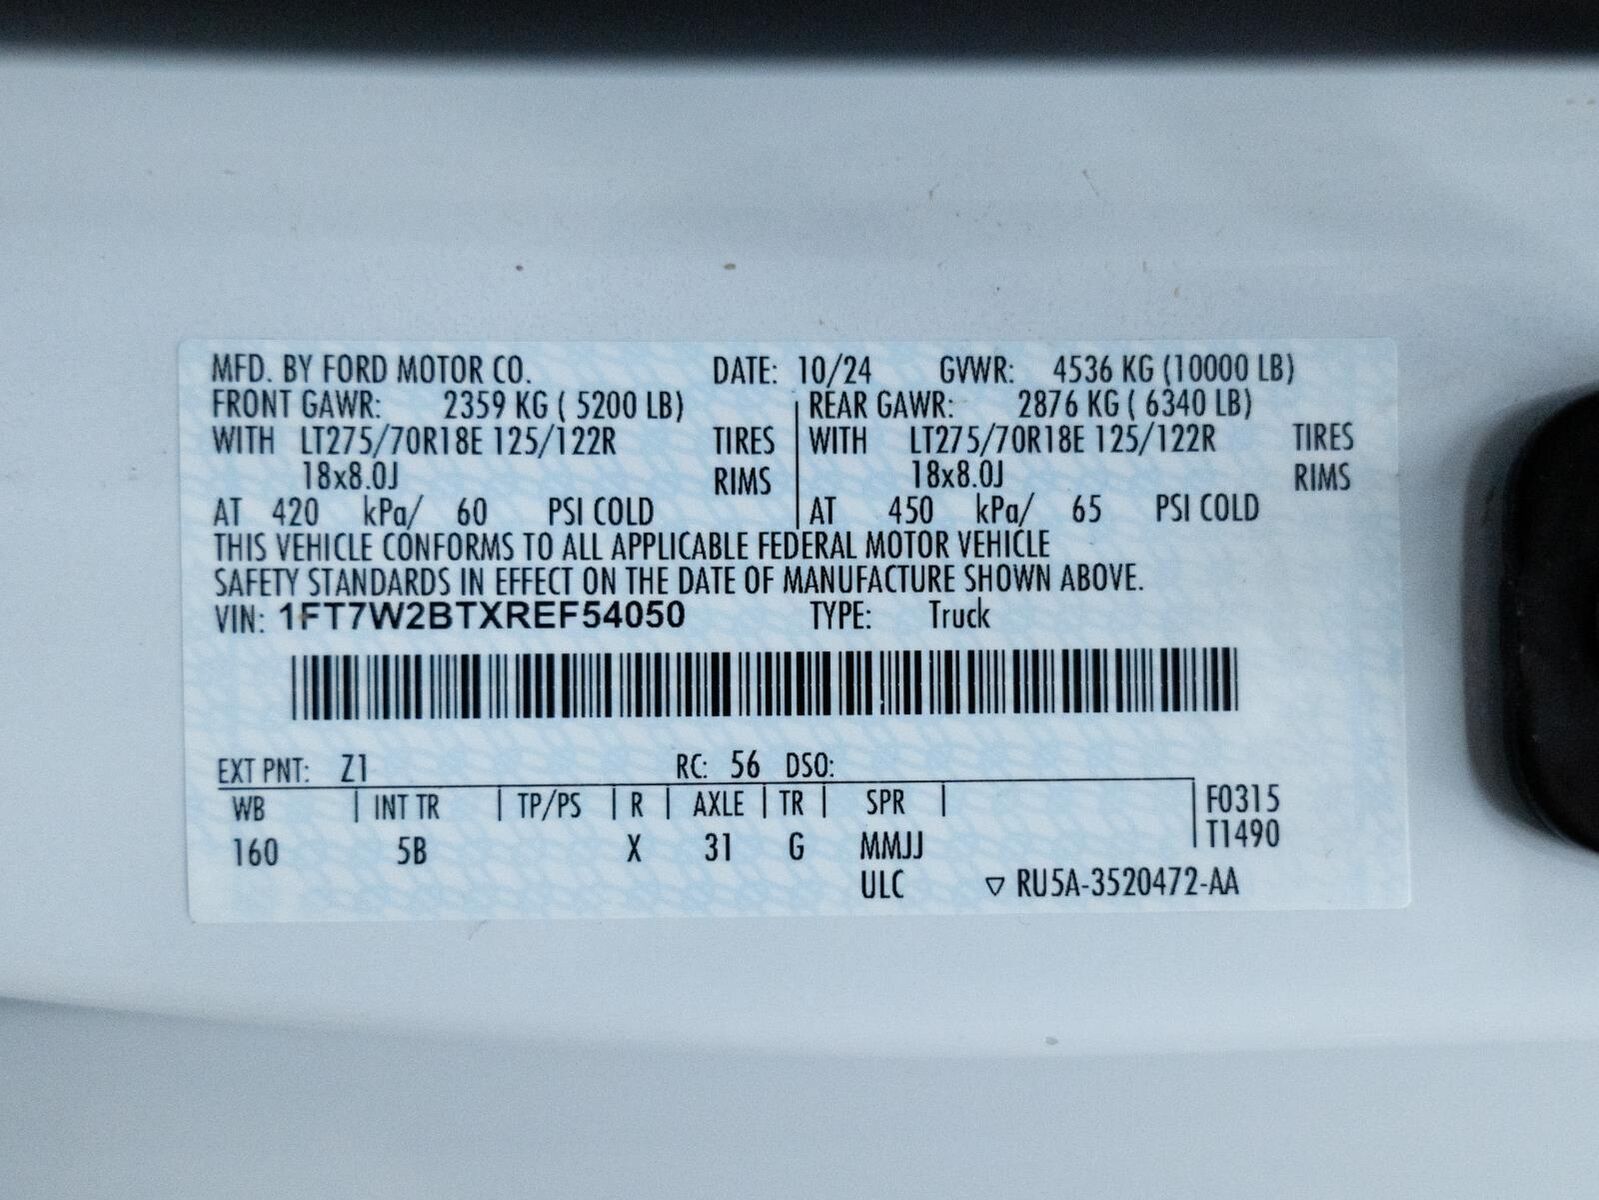 MFD. BY FORD MOTOR CO. DATE: 10/24 GVWR: 4536 KG (10000 LB)
FRONT GAWR: 2359 KG ( 5200 LB) REAR GAWR: 2876 KG ( 6340 LB)
WITH LT275/70R18E 125/122R TIRES WITH LT275/70R18E 125/122R TIRES
18x8.0J RIMS 18x8.0J RIMS
AT 420 kPa/ 60 PSI COLD AT 450 kPa/ 65 PSI COLD
THIS VEHICLE CONFORMS TO ALL APPLICABLE FEDERAL MOTOR VEHICLE
SAFETY STANDARDS IN EFFECT ON THE DATE OF MANUFACTURE SHOWN ABOVE.
VIN: 1FT7W2BTXREF54050 TYPE: Truck
EXT PNT: Z1 RC: 56 DSO:
WB INT TR TP/PS R AXLE TR SPR F0315
160 5B X 31 G MMJJ T1490
ULC ▽ RU5A-3520472-AA